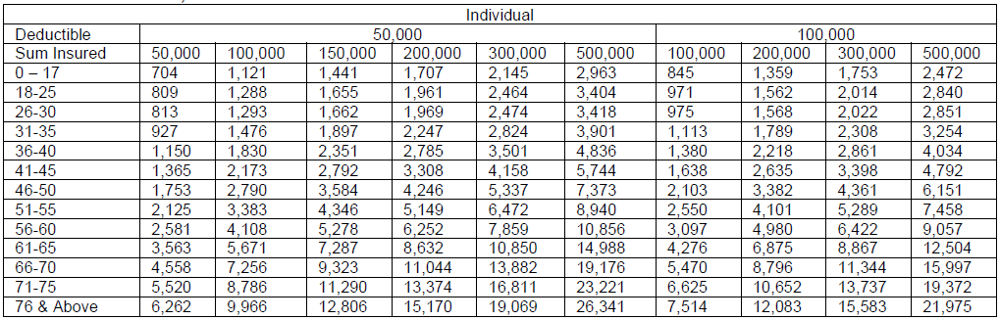 Individual
Deductible 50,000 100,000
Sum Insured 50,000 100,000 150,000 200,000 300,000 500,000 100,000 200,000 300,000 500,000
0 – 17 704 1,121 1,441 1,707 2,145 2,963 845 1,359 1,753 2,472
18-25 809 1,288 1,655 1,961 2,464 3,404 971 1,562 2,014 2,840
26-30 813 1,293 1,662 1,969 2,474 3,418 975 1,568 2,022 2,851
31-35 927 1,476 1,897 2,247 2,824 3,901 1,113 1,789 2,308 3,254
36-40 1,150 1,830 2,351 2,785 3,501 4,836 1,380 2,218 2,861 4,034
41-45 1,365 2,173 2,792 3,308 4,158 5,744 1,638 2,635 3,398 4,792
46-50 1,753 2,790 3,584 4,246 5,337 7,373 2,103 3,382 4,361 6,151
51-55 2,125 3,383 4,346 5,149 6,472 8,940 2,550 4,101 5,289 7,458
56-60 2,581 4,108 5,278 6,252 7,859 10,856 3,097 4,980 6,422 9,057
61-65 3,563 5,671 7,287 8,632 10,850 14,988 4,276 6,875 8,867 12,504
66-70 4,558 7,256 9,323 11,044 13,882 19,176 5,470 8,796 11,344 15,997
71-75 5,520 8,786 11,290 13,374 16,811 23,221 6,625 10,652 13,737 19,372
76 & Above 6,262 9,966 12,806 15,170 19,069 26,341 7,514 12,083 15,583 21,975